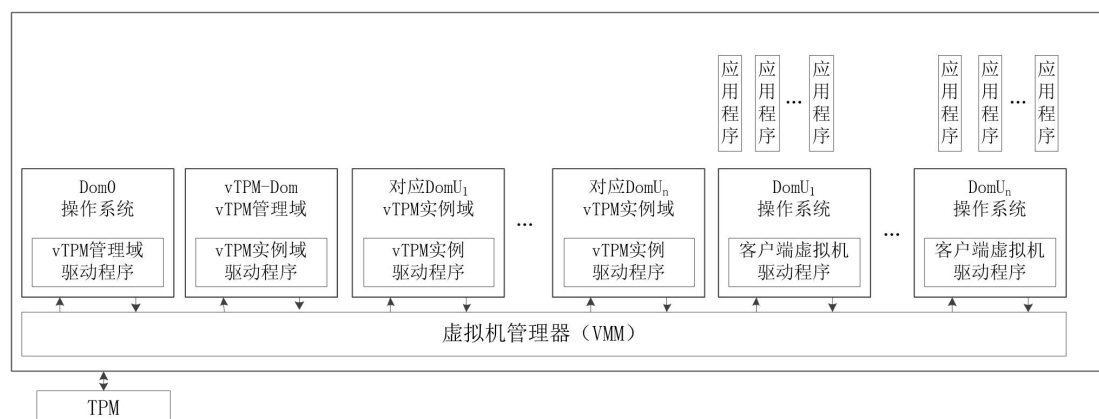 应用程序
应用程序
...
应用程序
应用程序
应用程序
...
应用程序
Dom0
操作系统
vTPM管理域
驱动程序
vTPM-Dom
vTPM管理域
vTPM实例域
驱动程序
对应DomU1
vTPM实例域
vTPM实例
驱动程序
...
对应DomUn
vTPM实例域
vTPM实例
驱动程序
DomU1
操作系统
客户端虚拟机
驱动程序
...
DomUn
操作系统
客户端虚拟机
驱动程序
虚拟机管理器（VMM）
TPM